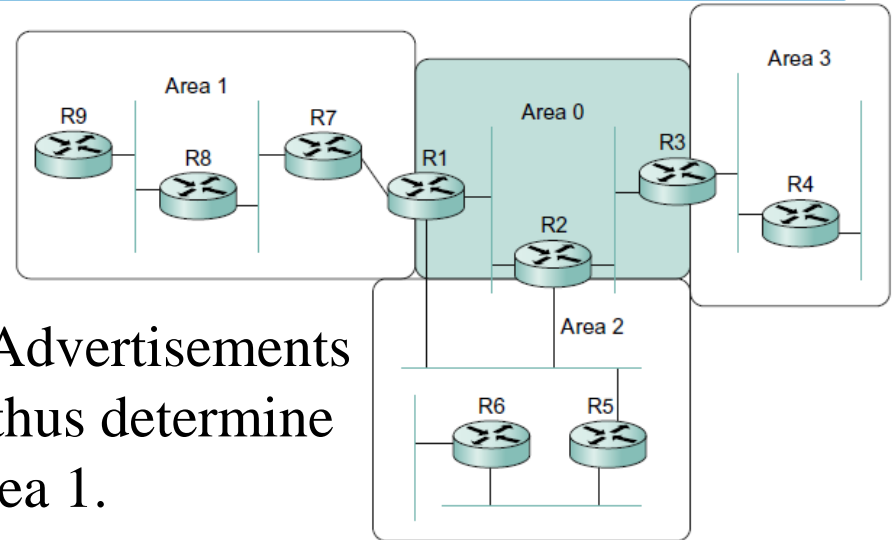 Area 3
Area 1
Area 0
R9
R7
R3
R8
R1
R4
R2
Area 2
Advertisements
thus determine
R6
R5
ea 1.